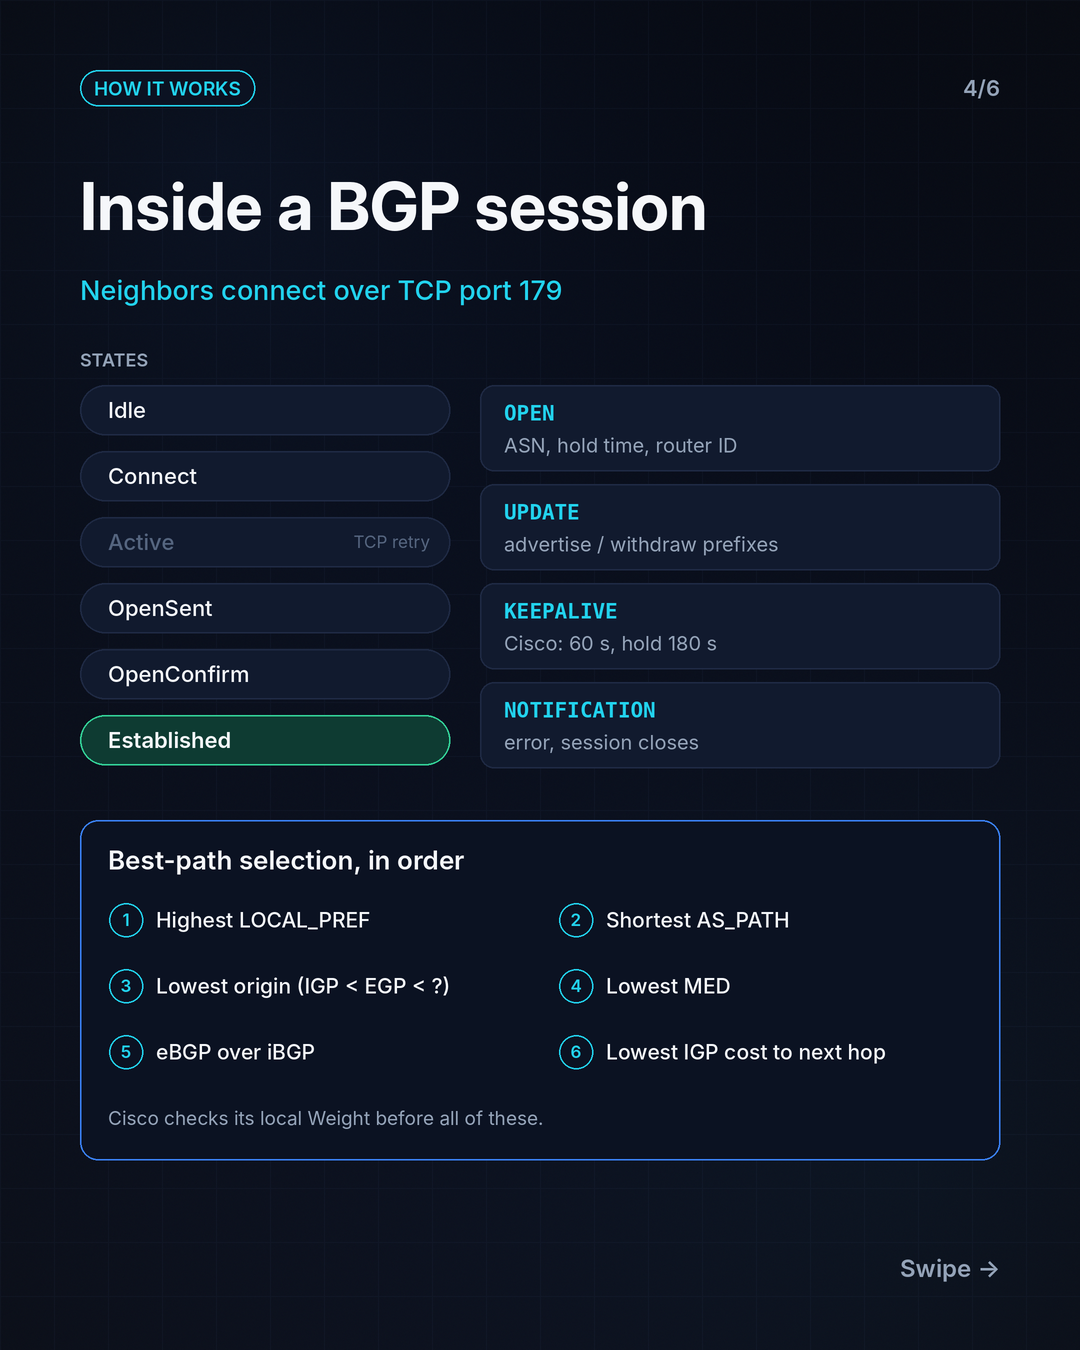 HOW IT WORKS
4/6
Inside a BGP session
Neighbors connect over TCP port 179
STATES
Idle
Connect
Active
TCP retry
OpenSent
OpenConfirm
Established
OPEN
ASN, hold time, router ID
UPDATE
advertise / withdraw prefixes
KEEPALIVE
Cisco: 60 s, hold 180 s
NOTIFICATION
error, session closes
Best-path selection, in order
1 Highest LOCAL_PREF
2 Shortest AS_PATH
3 Lowest origin (IGP < EGP < ?)
4 Lowest MED
5 eBGP over iBGP
6 Lowest IGP cost to next hop
Cisco checks its local Weight before all of these.
Swipe →